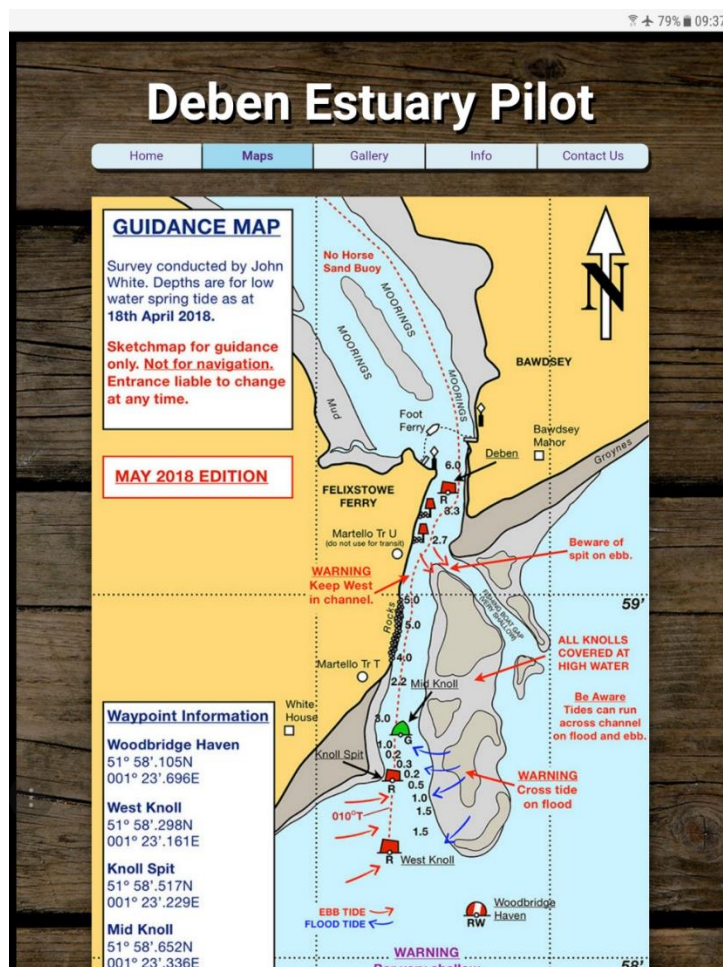 79% 09:37
Deben Estuary Pilot
Home Maps Gallery Info Contact Us
GUIDANCE MAP
Survey conducted by John
White. Depths are for low
water spring tide as at
18th April 2018.
Sketchmap for guidance
only. Not for navigation.
Entrance liable to change
at any time.
MAY 2018 EDITION
No Horse
Sand Buoy
MOORINGS
MOORINGS
MOORINGS
MOORINGS
Mud
N
BAWDSEY
Foot
Ferry
Bawdsey
Manor
Groynes
Deben
6.0
R
3.3
FELIXSTOWE
FERRY
Martello Tr U
(do not use for transit)
2.7
Beware of
spit on ebb.
WARNING
Keep West
in channel.
FISHING BOAT GAP
(VERY SHALLOW)
59'
Rocks
5.0
5.0
4.0
ALL KNOLLS
COVERED AT
HIGH WATER
Martello Tr T
2.2
Mid Knoll
Be Aware
Tides can run
across channel
on flood and ebb.
White
House
3.0
G
1.0
0.2
0.3
Knoll Spit
0.2
R
0.5
1.0
1.5
WARNING
Cross tide
on flood
010°T
1.5
R
West Knoll
Woodbridge
Haven
RW
EBB TIDE
FLOOD TIDE
WARNING
58'
Waypoint Information
Woodbridge Haven
51° 58'.105N
001° 23'.696E
West Knoll
51° 58'.298N
001° 23'.161E
Knoll Spit
51° 58'.517N
001° 23'.229E
Mid Knoll
51° 58'.652N
001° 23'.336E